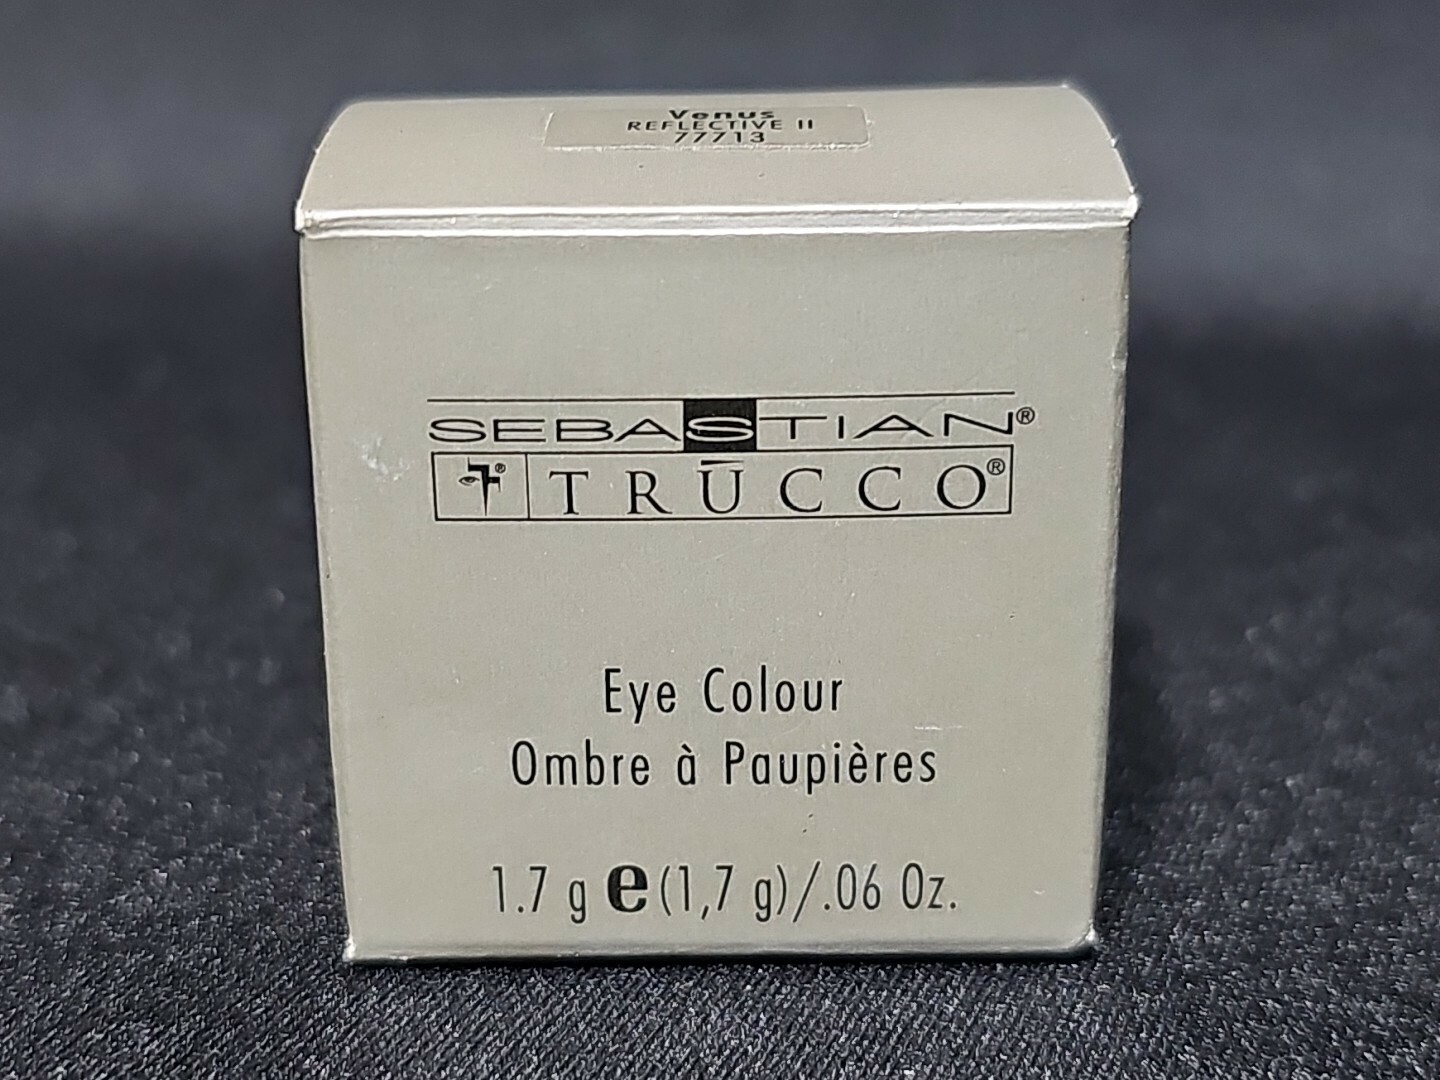 Venus
REFLECTIVE II
77713
SEBASTIAN®
® TRŪCCO®
Eye Colour
Ombre à Paupières
1.7 g e (1,7 g)/.06 Oz.